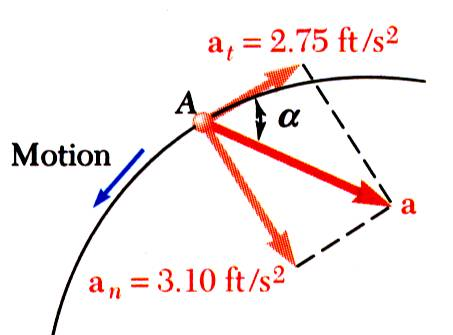 a_t = 2.75 ft/s²
A
α
Motion
a
a_n = 3.10 ft/s²